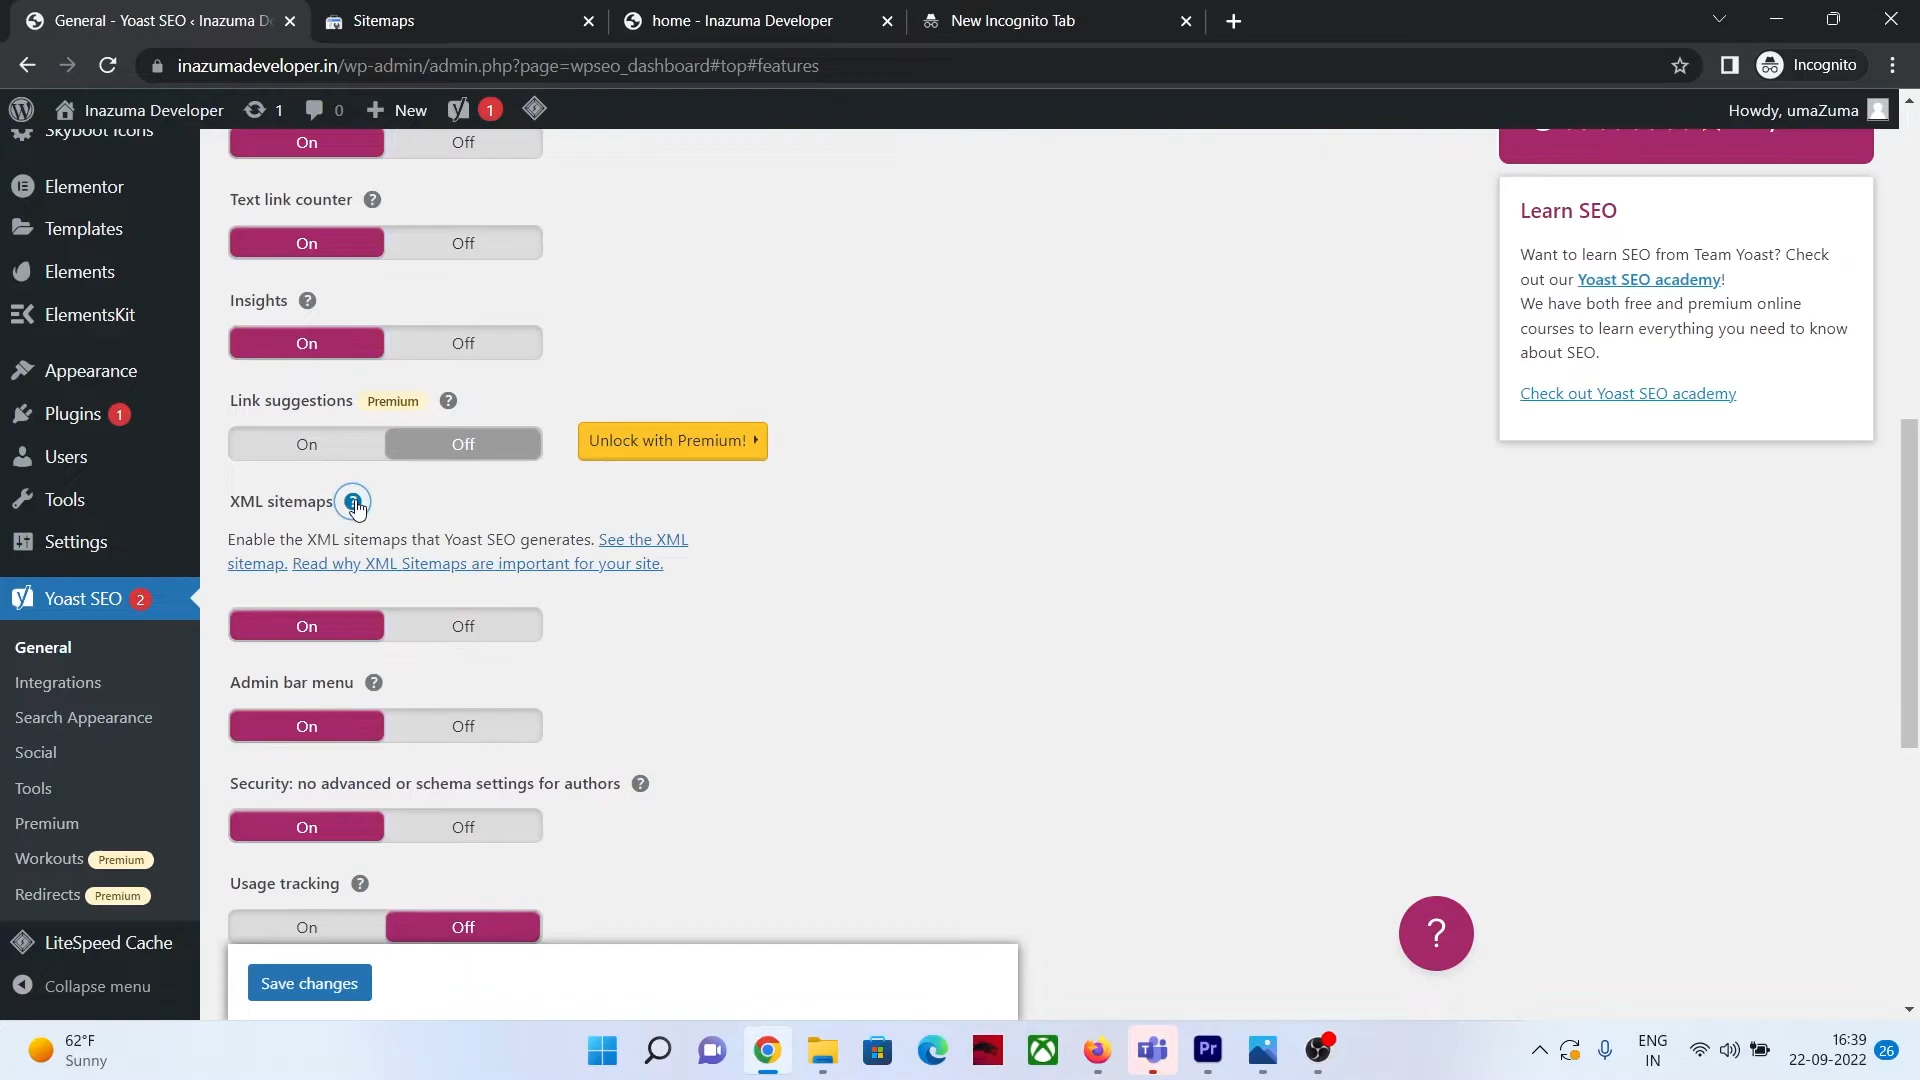 General - Yoast SEO ‹ Inazuma D
Sitemaps
home - Inazuma Developer
New Incognito Tab
inazumadeveloper.in/wp-admin/admin.php?page=wpseo_dashboard#top#features
Incognito
Inazuma Developer
1
0
New
1
Howdy, umaZuma
Skyboot Icons
Elementor
Templates
Elements
ElementsKit
Appearance
Plugins 1
Users
Tools
Settings
Yoast SEO 2
General
Integrations
Search Appearance
Social
Tools
Premium
Workouts Premium
Redirects Premium
LiteSpeed Cache
Collapse menu
On Off
Text link counter ?
On Off
Insights ?
On Off
Link suggestions Premium ?
On Off Unlock with Premium!
XML sitemaps ?
Enable the XML sitemaps that Yoast SEO generates. See the XML
sitemap. Read why XML Sitemaps are important for your site.
On Off
Admin bar menu ?
On Off
Security: no advanced or schema settings for authors ?
On Off
Usage tracking ?
On Off
Save changes
Learn SEO
Want to learn SEO from Team Yoast? Check
out our Yoast SEO academy!
We have both free and premium online
courses to learn everything you need to know
about SEO.
Check out Yoast SEO academy
?
62°F
Sunny
Pr
ENG
IN
16:39
22-09-2022
26